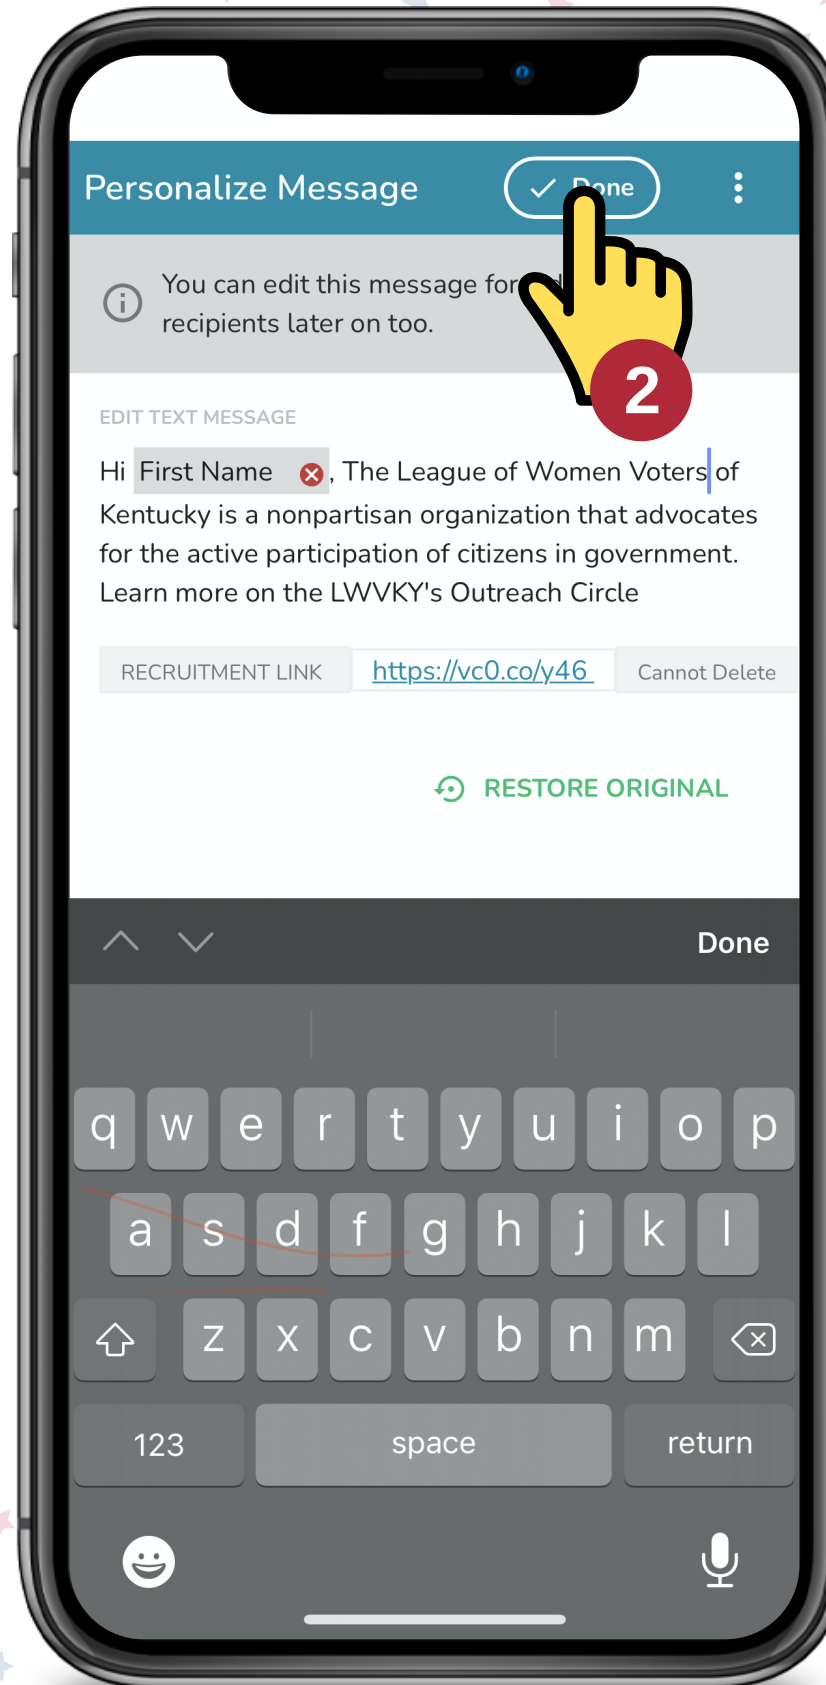 Personalize Message
Done
You can edit this message for
recipients later on too.
2
EDIT TEXT MESSAGE
Hi First Name , The League of Women Voters of
Kentucky is a nonpartisan organization that advocates
for the active participation of citizens in government.
Learn more on the LWVKY's Outreach Circle
RECRUITMENT LINK https://vc0.co/y46 Cannot Delete
RESTORE ORIGINAL
Done
q w e r t y u i o p
a s d f g h j k l
z x c v b n m
123 space return